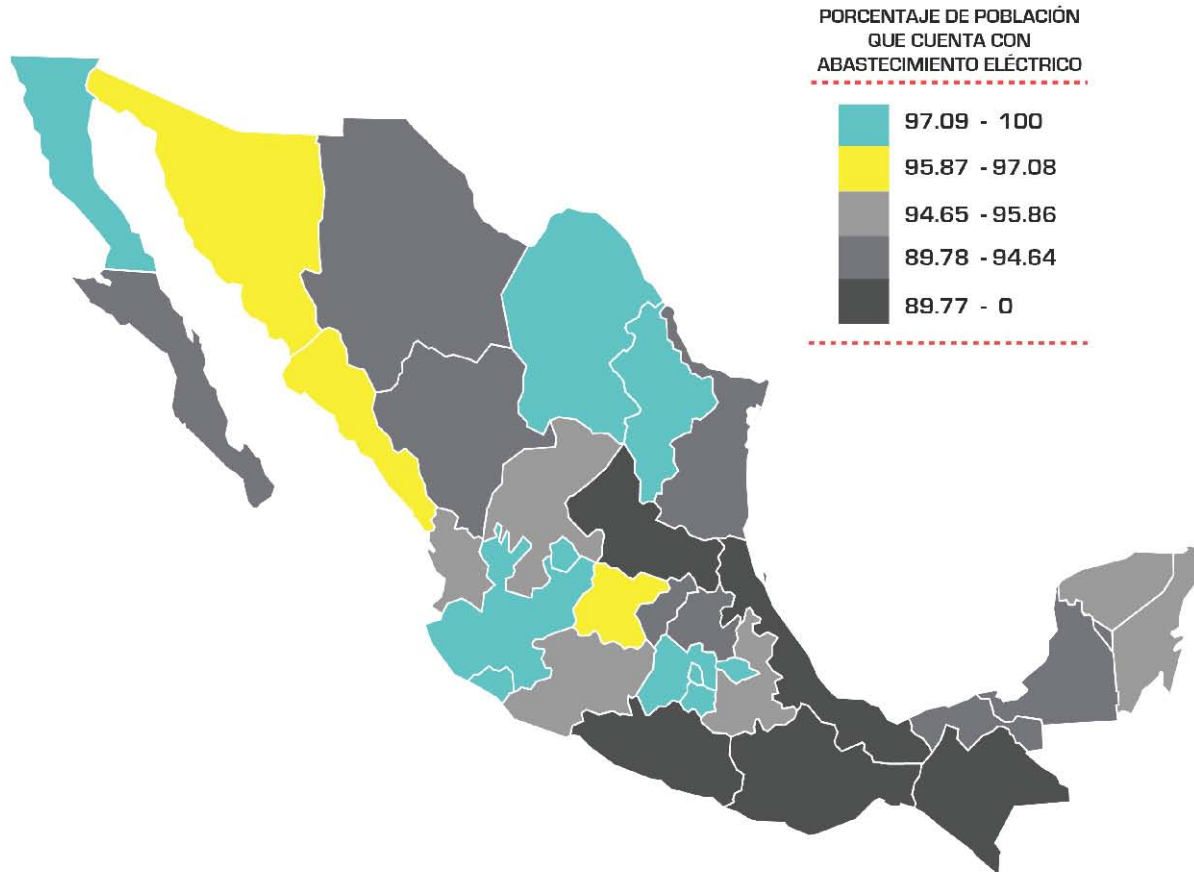 PORCENTAJE DE POBLACIÓN
QUE CUENTA CON
ABASTECIMIENTO ELÉCTRICO
97.09 - 100
95.87 - 97.08
94.65 - 95.86
89.78 - 94.64
89.77 - 0